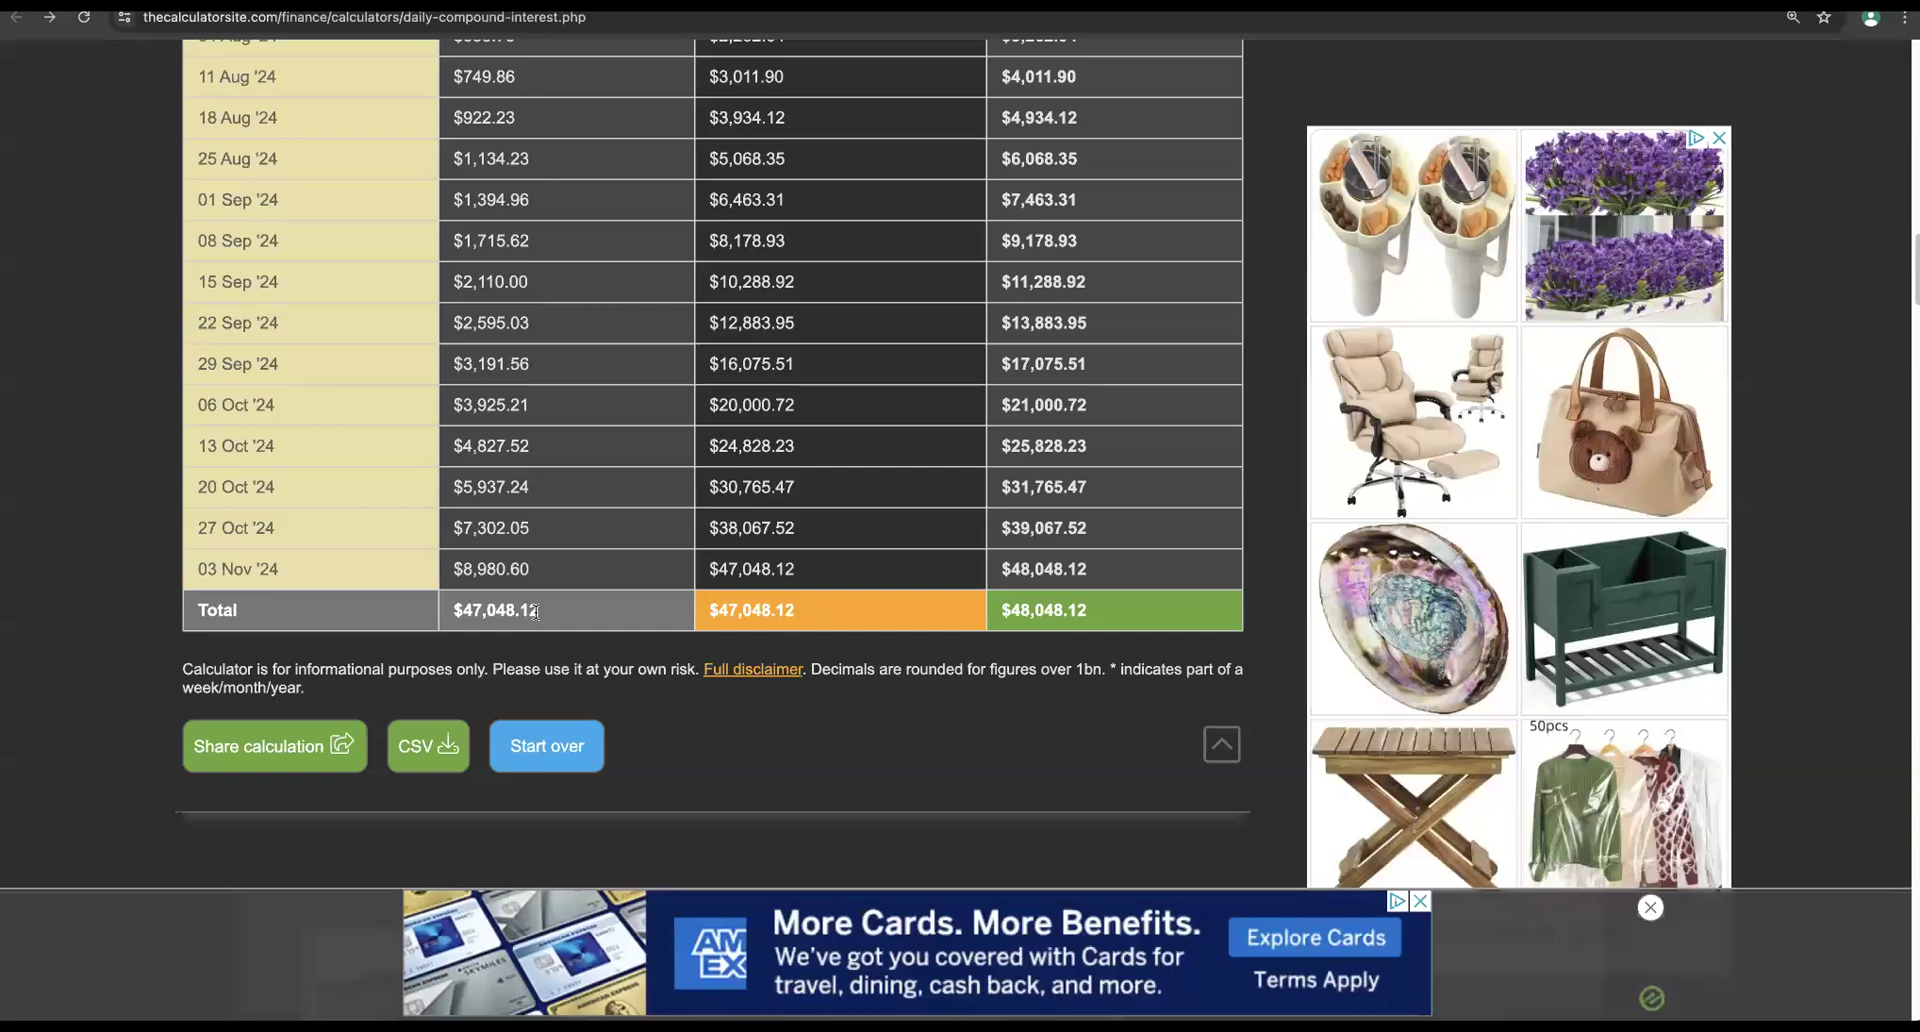 thecalculatorsite.com/finance/calculators/daily-compound-interest.php
11 Aug '24 $749.86 $3,011.90 $4,011.90
18 Aug '24 $922.23 $3,934.12 $4,934.12
25 Aug '24 $1,134.23 $5,068.35 $6,068.35
01 Sep '24 $1,394.96 $6,463.31 $7,463.31
08 Sep '24 $1,715.62 $8,178.93 $9,178.93
15 Sep '24 $2,110.00 $10,288.92 $11,288.92
22 Sep '24 $2,595.03 $12,883.95 $13,883.95
29 Sep '24 $3,191.56 $16,075.51 $17,075.51
06 Oct '24 $3,925.21 $20,000.72 $21,000.72
13 Oct '24 $4,827.52 $24,828.23 $25,828.23
20 Oct '24 $5,937.24 $30,765.47 $31,765.47
27 Oct '24 $7,302.05 $38,067.52 $39,067.52
03 Nov '24 $8,980.60 $47,048.12 $48,048.12
Total $47,048.12 $47,048.12 $48,048.12
Calculator is for informational purposes only. Please use it at your own risk. Full disclaimer. Decimals are rounded for figures over 1bn. * indicates part of a
week/month/year.
Share calculation CSV Start over
50pcs
AM
EX
More Cards. More Benefits.
We've got you covered with Cards for
travel, dining, cash back, and more.
Explore Cards
Terms Apply